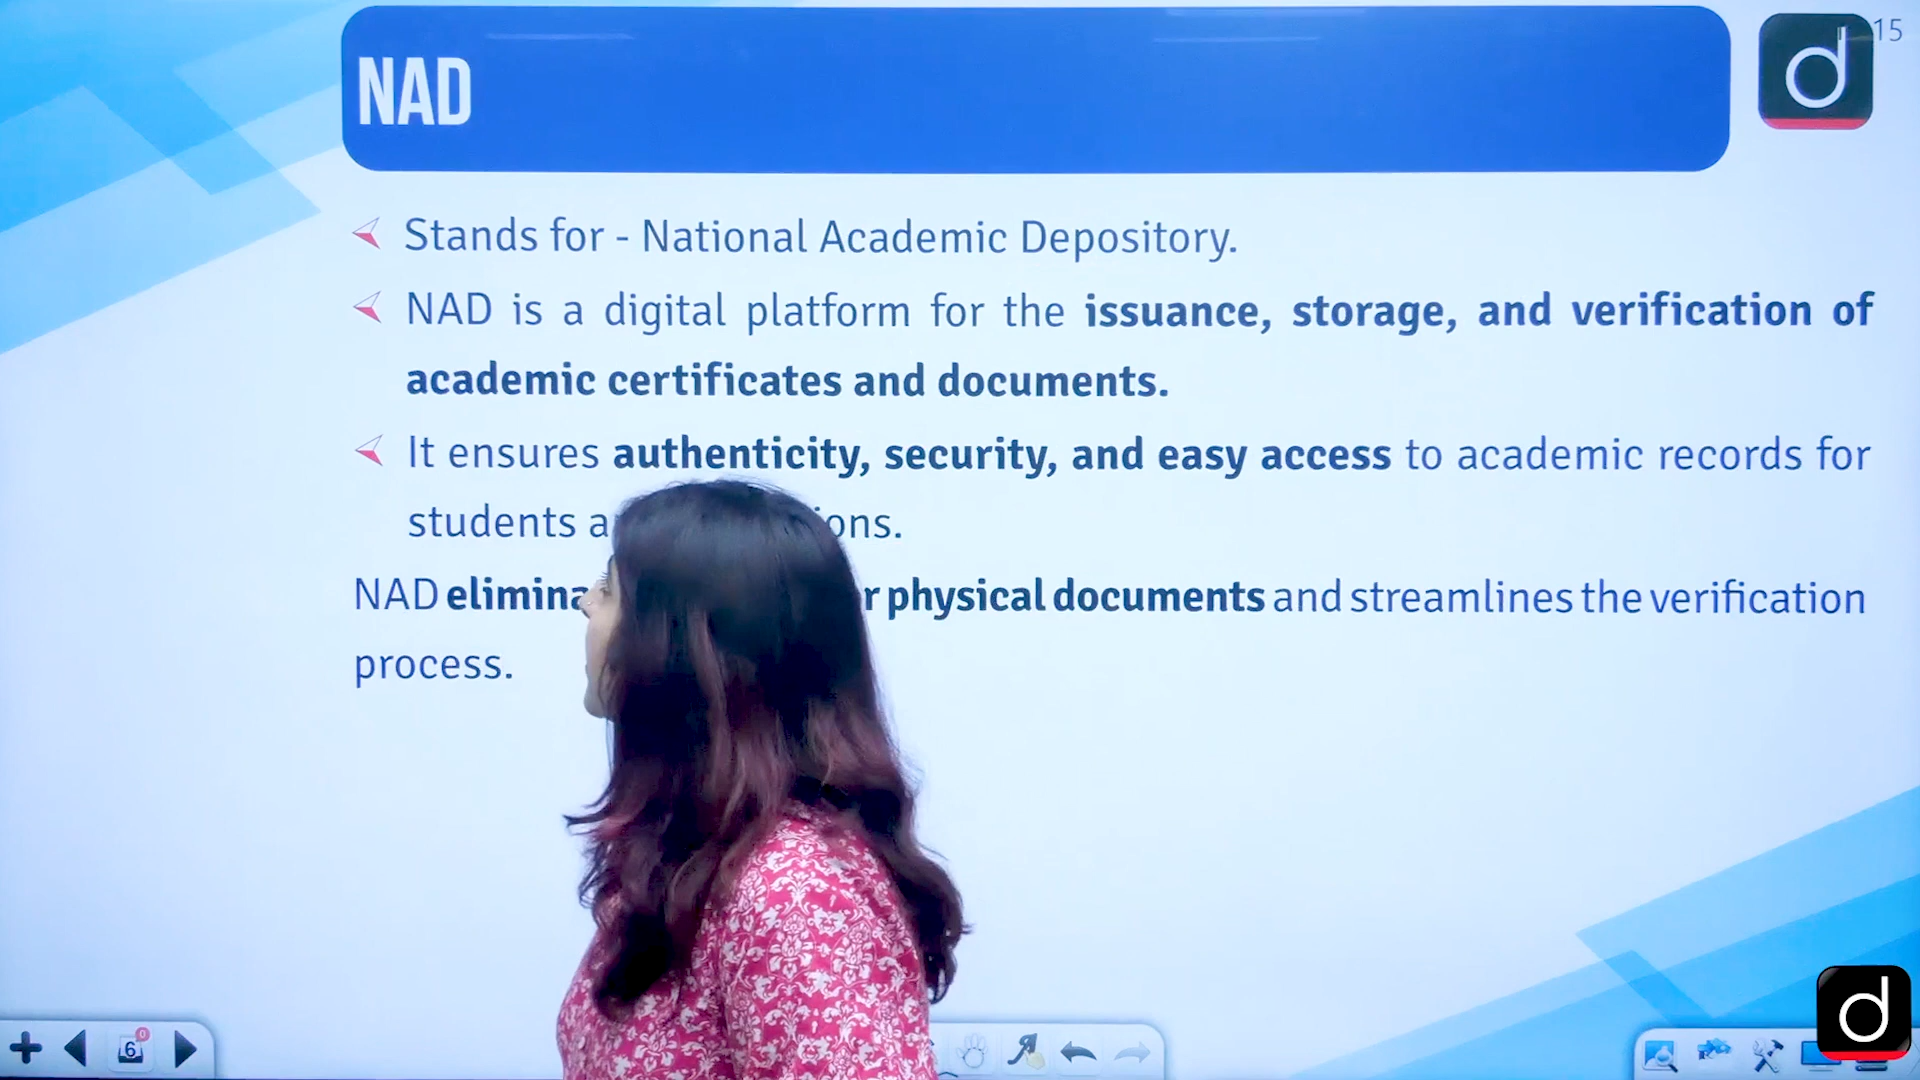 NAD
15
Stands for - National Academic Depository.
NAD is a digital platform for the issuance, storage, and verification of
academic certificates and documents.
It ensures authenticity, security, and easy access to academic records for
students
NAD physical documents and streamlines the verification
process.
6
0
d
d